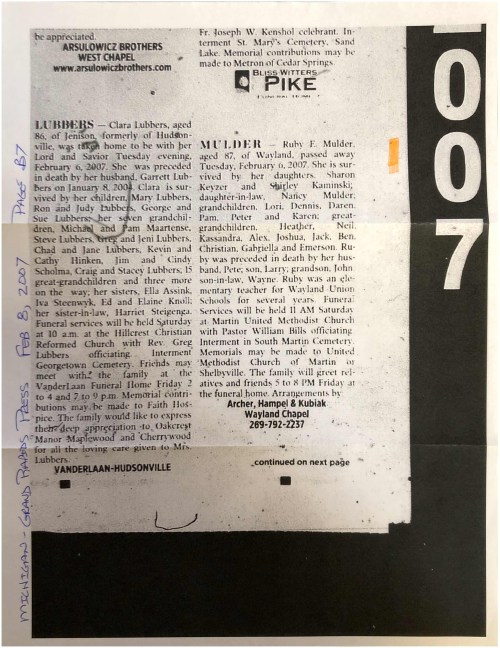 be appreciated.
ARSULOWICZ BROTHERS
WEST CHAPEL
www.arsulowiczbrothers.com
LUBBERS — Clara Lubbers, aged
86, of Jenison, formerly of Hudson-
ville, was taken home to be with her
Lord and Savior Tuesday evening,
February 6, 2007. She was preceded
in death by her husband, Garrett Lub-
bers on January 8, 2004. Clara is sur-
vived by her children, Mary Lubbers,
Ron and Judy Lubbers, George and
Sue Lubbers; her seven grandchil-
dren, Michael and Pam Maartense,
Steve Lubbers, Greg and Jeni Lubbers,
Chad and Jane Lubbers, Kevin and
Cathy Hinken, Jim and Cindy
Scholma, Craig and Stacey Lubbers; 15
great-grandchildren and three more
on the way; her sisters, Ella Assink,
Iva Steenwyk, Ed and Elaine Knoll;
her sister-in-law, Harriet Steigenga.
Funeral services will be held Saturday
at 10 a.m. at the Hillcrest Christian
Reformed Church with Rev. Greg
Lubbers officiating. Interment
Georgetown Cemetery. Friends may
meet with the family at the
VanderLaan Funeral Home Friday 2
to 4 and 7 to 9 p.m. Memorial contri-
butions may be made to Faith Hos-
pice. The family would like to express
their deep appreciation to Oakcrest
Manor Maplewood and Cherrywood
for all the loving care given to Mrs.
Lubbers.
VANDERLAAN-HUDSONVILLE
Fr. Joseph W. Kenshol celebrant. In-
terment St. Mary's Cemetery, Sand
Lake. Memorial contributions may be
made to Metron of Cedar Springs.
BLISS-WITTERS
PIKE
FUNERAL HOME
MULDER — Ruby E. Mulder,
aged 87, of Wayland, passed away
Tuesday, February 6, 2007. She is sur-
vived by her daughters, Sharon
Keyzer and Shirley Kaminski;
daughter-in-law, Nancy Mulder;
grandchildren, Lori, Dennis, Daren,
Pam, Peter and Karen; great-
grandchildren, Heather, Neil,
Kassandra, Alex, Joshua, Jack, Ben,
Christian, Gabriella and Emerson. Ru-
by was preceded in death by her hus-
band, Pete; son, Larry; grandson, John
son-in-law, Wayne. Ruby was an ele-
mentary teacher for Wayland Union
Schools for several years. Funeral
Services will be held 11 AM Saturday
at Martin United Methodist Church
with Pastor William Bills officiating.
Interment in South Martin Cemetery.
Memorials may be made to United
Methodist Church of Martin or
Shelbyville. The family will greet rel-
atives and friends 5 to 8 PM Friday at
the funeral home. Arrangements by
Archer, Hampel & Kubiak
Wayland Chapel
269-792-2237
continued on next page
007
MICHIGAN - GRAND RAPIDS PRESS FEB 8, 2007 PAGE B7